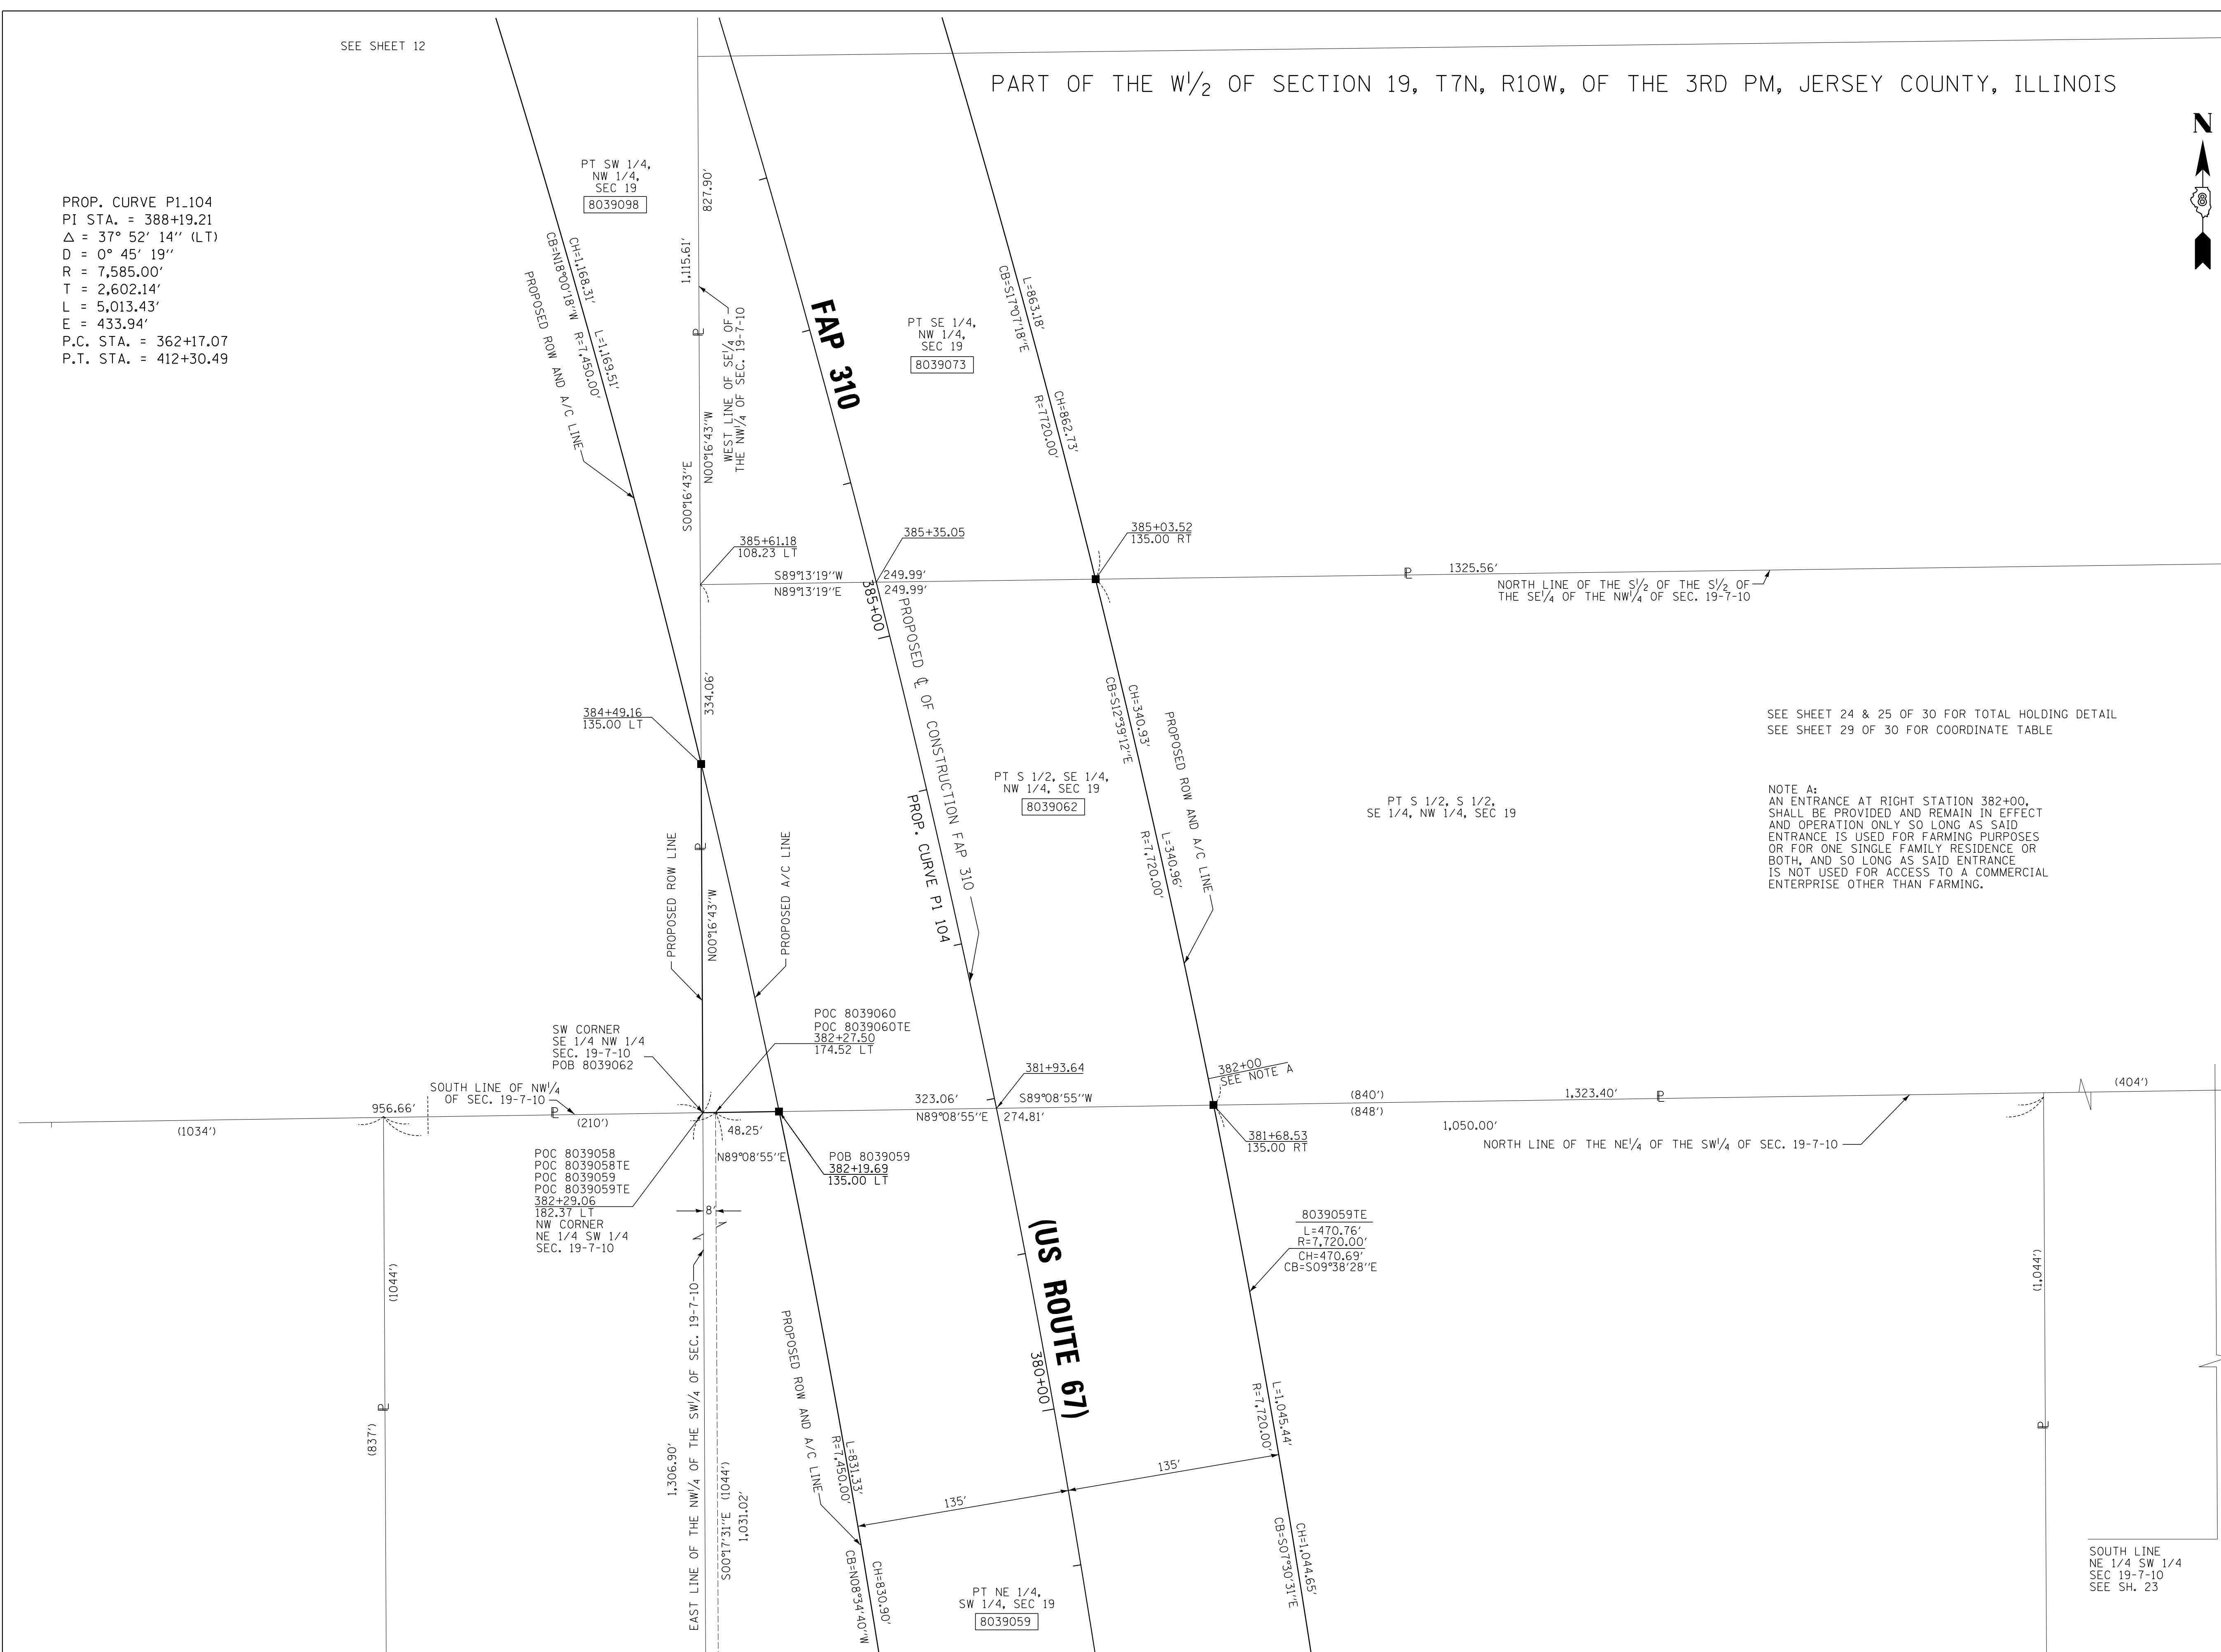 SEE SHEET 12
PART OF THE W1/2 OF SECTION 19, T7N, R10W, OF THE 3RD PM, JERSEY COUNTY, ILLINOIS
N
8
PROP. CURVE P1_104
PI STA. = 388+19.21
Δ = 37° 52' 14'' (LT)
D = 0° 45' 19''
R = 7,585.00'
T = 2,602.14'
L = 5,013.43'
E = 433.94'
P.C. STA. = 362+17.07
P.T. STA. = 412+30.49
PT SW 1/4,
NW 1/4,
SEC 19
8039098
827.90'
1,115.61'
CH=1,168.31' L=1,169.51'
CB=N18°00'18''W R=7,450.00'
PROPOSED ROW AND A/C LINE
WEST LINE OF SE1/4 OF
THE NW1/4 OF SEC. 19-7-10
N00°16'43''W
S00°16'43''E
FAP 310
PT SE 1/4,
NW 1/4,
SEC 19
8039073
L=863.18'
CB=S17°07'18''E
CH=862.73'
R=7720.00'
385+61.18
108.23 LT
385+35.05
385+03.52
135.00 RT
S89°13'19''W 249.99'
N89°13'19''E 249.99'
1325.56'
NORTH LINE OF THE S1/2 OF THE S1/2 OF
THE SE1/4 OF THE NW1/4 OF SEC. 19-7-10
385+00
PROPOSED ℄ OF CONSTRUCTION FAP 310
334.06'
384+49.16
135.00 LT
CH=340.93'
CB=S12°39'12''E
PROPOSED ROW AND A/C LINE
L=340.96'
R=7,720.00'
SEE SHEET 24 & 25 OF 30 FOR TOTAL HOLDING DETAIL
SEE SHEET 29 OF 30 FOR COORDINATE TABLE
PT S 1/2, SE 1/4,
NW 1/4, SEC 19
8039062
PT S 1/2, S 1/2,
SE 1/4, NW 1/4, SEC 19
NOTE A:
AN ENTRANCE AT RIGHT STATION 382+00,
SHALL BE PROVIDED AND REMAIN IN EFFECT
AND OPERATION ONLY SO LONG AS SAID
ENTRANCE IS USED FOR FARMING PURPOSES
OR FOR ONE SINGLE FAMILY RESIDENCE OR
BOTH, AND SO LONG AS SAID ENTRANCE
IS NOT USED FOR ACCESS TO A COMMERCIAL
ENTERPRISE OTHER THAN FARMING.
PROP. CURVE P1 104
PROPOSED ROW LINE
N00°16'43''W
PROPOSED A/C LINE
POC 8039060
POC 8039060TE
382+27.50
174.52 LT
SW CORNER
SE 1/4 NW 1/4
SEC. 19-7-10
POB 8039062
SOUTH LINE OF NW1/4
OF SEC. 19-7-10
956.66'
(1034')
(210')
48.25'
N89°08'55''E
381+93.64
323.06' S89°08'55''W
N89°08'55''E 274.81'
382+00
SEE NOTE A
(840')
(848')
1,323.40'
1,050.00'
(404')
381+68.53
135.00 RT
NORTH LINE OF THE NE1/4 OF THE SW1/4 OF SEC. 19-7-10
POB 8039059
382+19.69
135.00 LT
POC 8039058
POC 8039058TE
POC 8039059
POC 8039059TE
382+29.06
182.37 LT
NW CORNER
NE 1/4 SW 1/4
SEC. 19-7-10
8'
(US ROUTE 67)
8039059TE
L=470.76'
R=7,720.00'
CH=470.69'
CB=S09°38'28''E
(1044')
(837')
(1,044')
EAST LINE OF THE NW1/4 OF THE SW1/4 OF SEC. 19-7-10
1,306.90'
S00°17'31''E (1044')
1,031.02'
PROPOSED ROW AND A/C LINE
380+00
L=831.33'
R=7,450.00'
L=1,045.44'
R=7,720.00'
135'
135'
CH=830.90'
CB=N08°34'40''W
CH=1,044.65'
CB=S07°30'31''E
PT NE 1/4,
SW 1/4, SEC 19
8039059
SOUTH LINE
NE 1/4 SW 1/4
SEC 19-7-10
SEE SH. 23